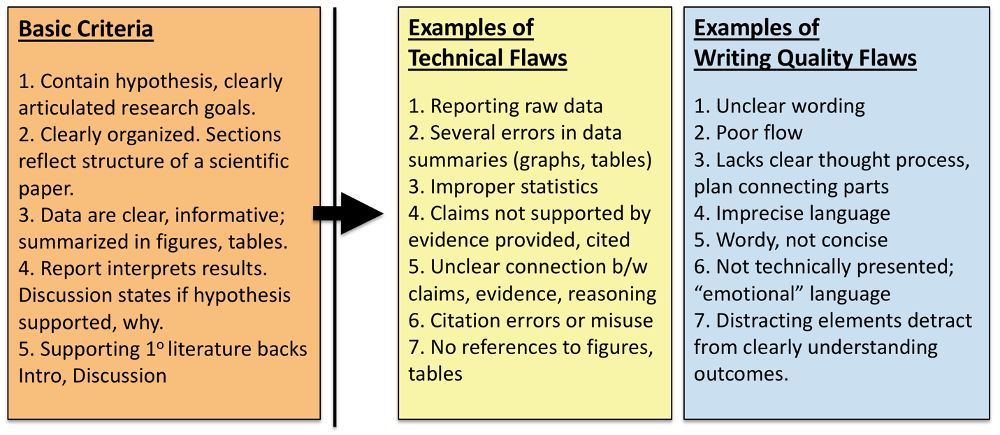 Basic Criteria
1. Contain hypothesis, clearly
articulated research goals.
2. Clearly organized. Sections
reflect structure of a scientific
paper.
3. Data are clear, informative;
summarized in figures, tables.
4. Report interprets results.
Discussion states if hypothesis
supported, why.
5. Supporting 1º literature backs
Intro, Discussion
Examples of
Technical Flaws
1. Reporting raw data
2. Several errors in data
summaries (graphs, tables)
3. Improper statistics
4. Claims not supported by
evidence provided, cited
5. Unclear connection b/w
claims, evidence, reasoning
6. Citation errors or misuse
7. No references to figures,
tables
Examples of
Writing Quality Flaws
1. Unclear wording
2. Poor flow
3. Lacks clear thought process,
plan connecting parts
4. Imprecise language
5. Wordy, not concise
6. Not technically presented;
“emotional” language
7. Distracting elements detract
from clearly understanding
outcomes.